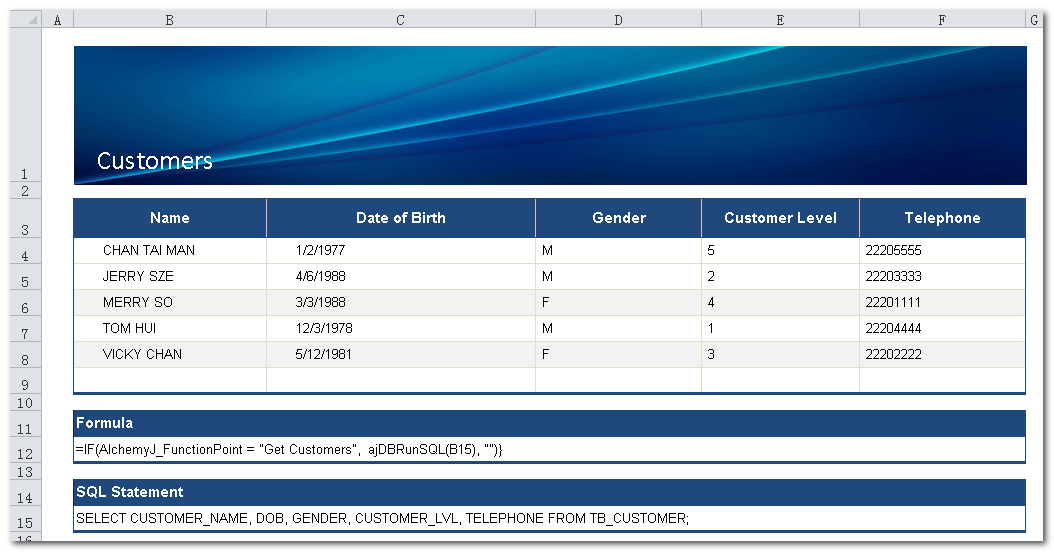 A B C D E F G
1 Customers
2
3 Name Date of Birth Gender Customer Level Telephone
4 CHAN TAI MAN 1/2/1977 M 5 22205555
5 JERRY SZE 4/6/1988 M 2 22203333
6 MERRY SO 3/3/1988 F 4 22201111
7 TOM HUI 12/3/1978 M 1 22204444
8 VICKY CHAN 5/12/1981 F 3 22202222
9
10
11 Formula
12 =IF(AlchemyJ_FunctionPoint = "Get Customers", ajDBRunSQL(B15), "")}
13
14 SQL Statement
15 SELECT CUSTOMER_NAME, DOB, GENDER, CUSTOMER_LVL, TELEPHONE FROM TB_CUSTOMER;
16